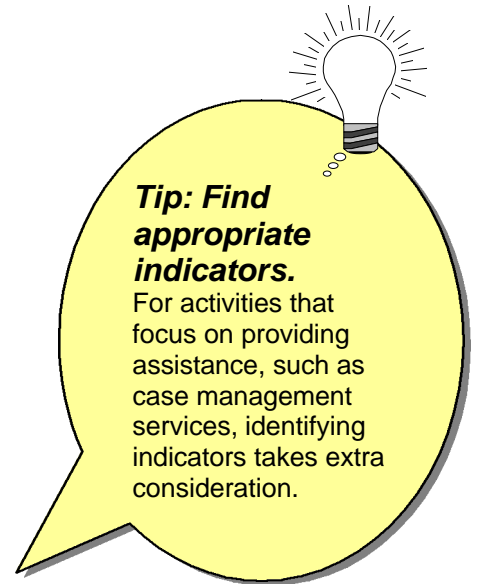 Tip: Find
appropriate
indicators.
For activities that
focus on providing
assistance, such as
case management
services, identifying
indicators takes extra
consideration.